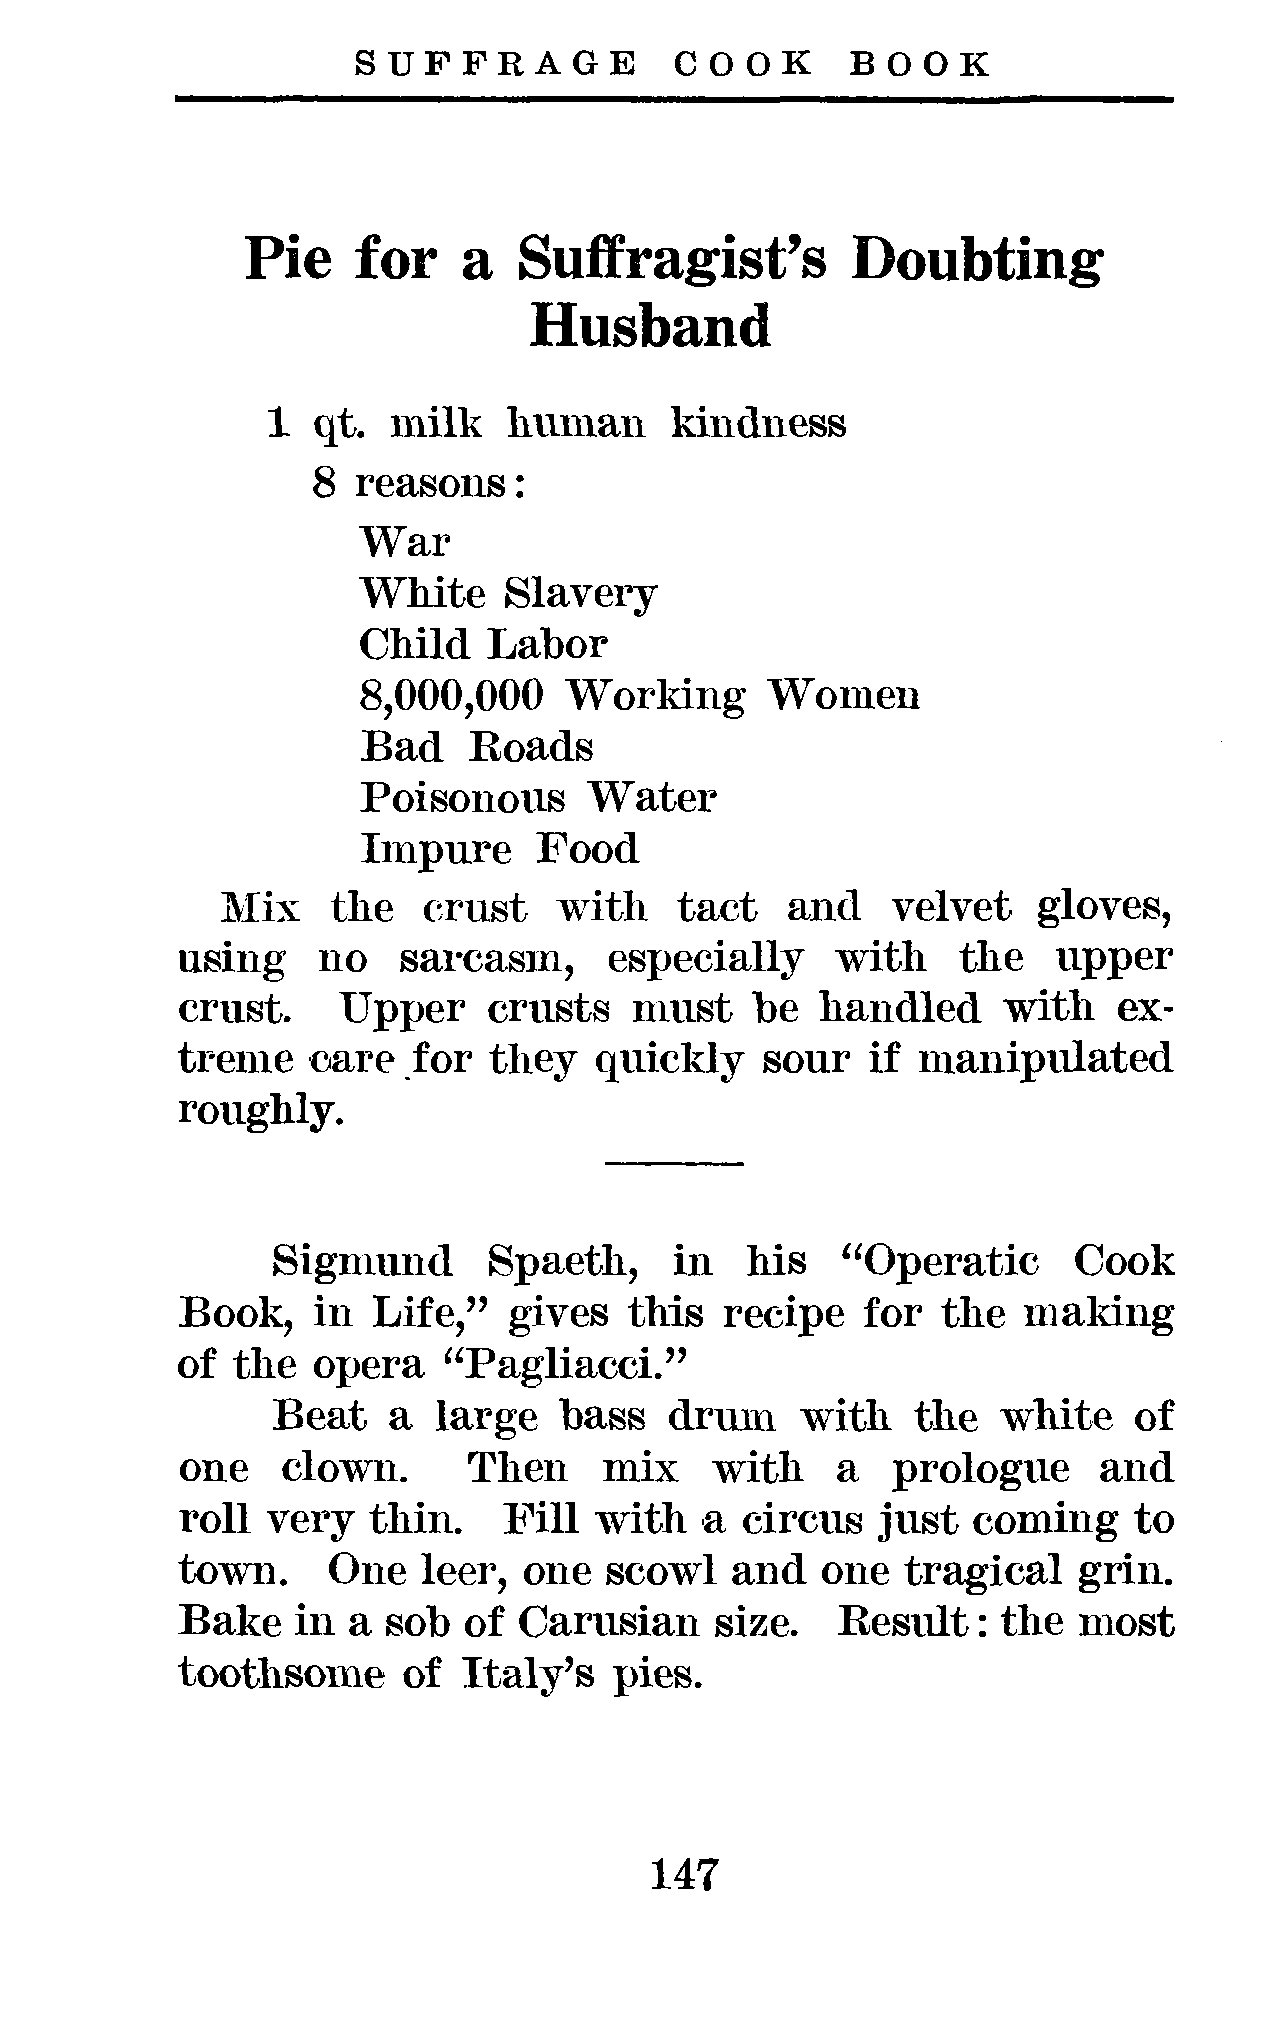 SUFFRAGE COOK BOOK
Pie for a Suffragist's Doubting
Husband
1 qt. milk human kindness
8 reasons:
War
White Slavery
Child Labor
8,000,000 Working Women
Bad Roads
Poisonous Water
Impure Food
Mix the crust with tact and velvet gloves,
using no sarcasm, especially with the upper
crust. Upper crusts must be handled with ex-
treme care for they quickly sour if manipulated
roughly.
Sigmund Spaeth, in his “Operatic Cook
Book, in Life,” gives this recipe for the making
of the opera “Pagliacci.”
Beat a large bass drum with the white of
one clown. Then mix with a prologue and
roll very thin. Fill with a circus just coming to
town. One leer, one scowl and one tragical grin.
Bake in a sob of Carusian size. Result: the most
toothsome of Italy's pies.
147